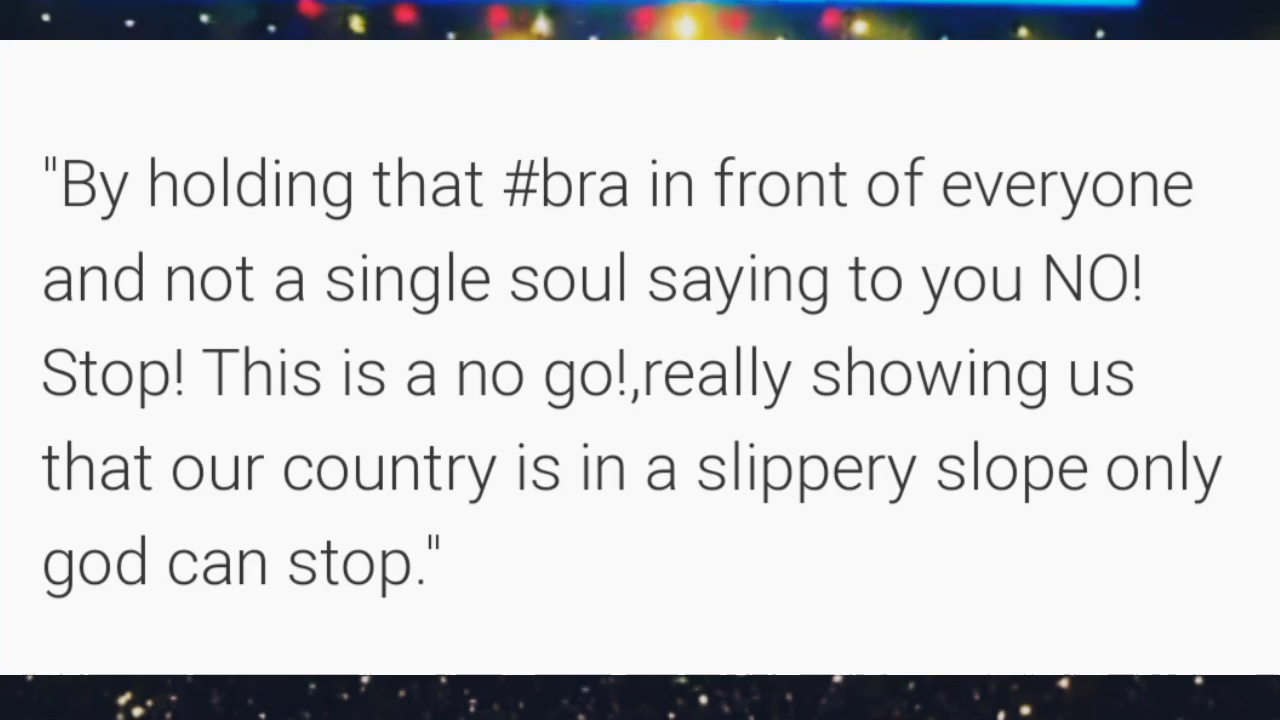 "By holding that #bra in front of everyone
and not a single soul saying to you NO!
Stop! This is a no go!,really showing us
that our country is in a slippery slope only
god can stop."